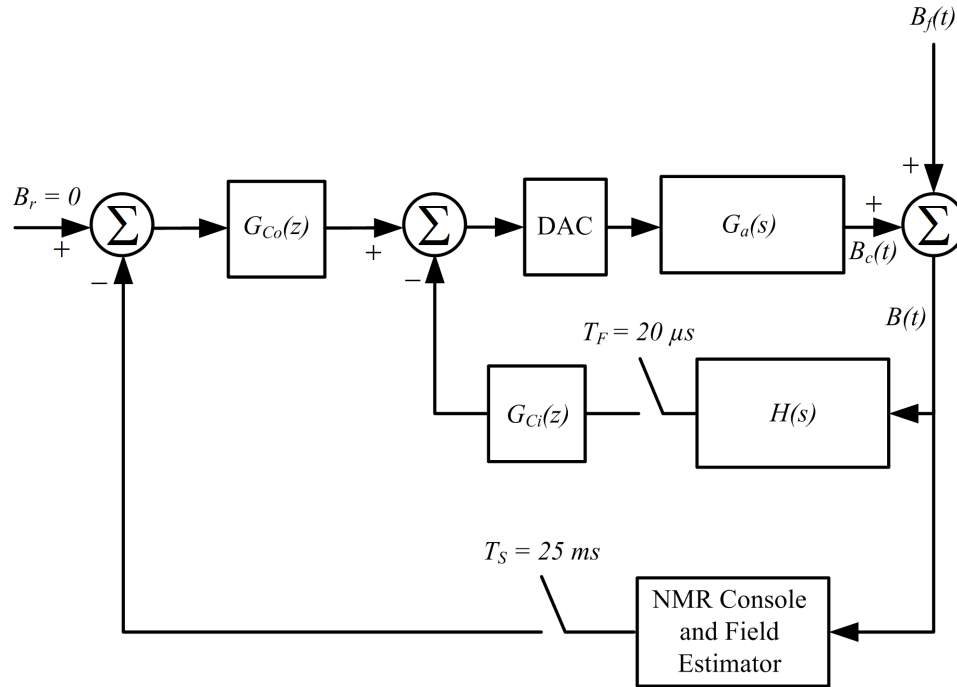 B_f(t)
+
B_r = 0
+
Σ
−
G_Co(z)
+
Σ
−
DAC
G_a(s)
+
B_c(t)
Σ
B(t)
T_F = 20 µs
G_Ci(z)
H(s)
T_S = 25 ms
NMR Console
and Field
Estimator